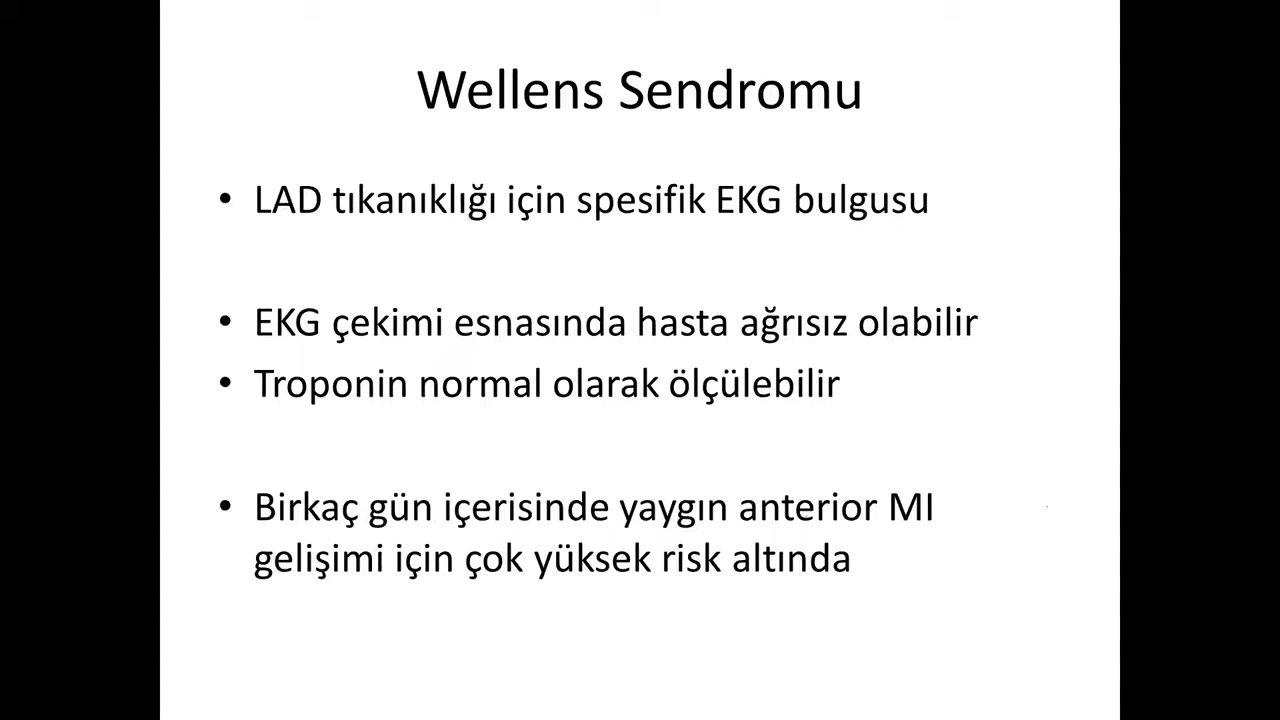 Wellens Sendromu
• LAD tıkanıklığı için spesifik EKG bulgusu
• EKG çekimi esnasında hasta ağrısız olabilir
• Troponin normal olarak ölçülebilir
• Birkaç gün içerisinde yaygın anterior MI
gelişimi için çok yüksek risk altında